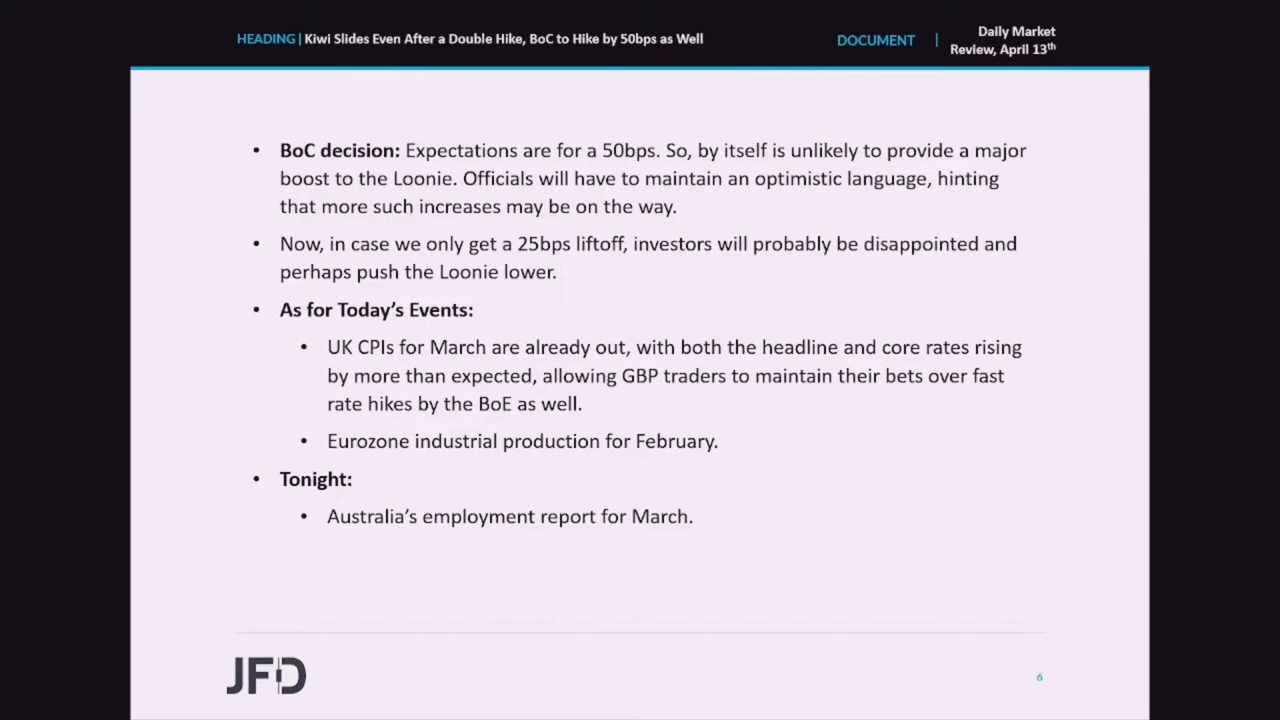 HEADING | Kiwi Slides Even After a Double Hike, BoC to Hike by 50bps as Well
DOCUMENT | Daily Market
Review, April 13th
• BoC decision: Expectations are for a 50bps. So, by itself is unlikely to provide a major
boost to the Loonie. Officials will have to maintain an optimistic language, hinting
that more such increases may be on the way.
• Now, in case we only get a 25bps liftoff, investors will probably be disappointed and
perhaps push the Loonie lower.
• As for Today’s Events:
• UK CPIs for March are already out, with both the headline and core rates rising
by more than expected, allowing GBP traders to maintain their bets over fast
rate hikes by the BoE as well.
• Eurozone industrial production for February.
• Tonight:
• Australia’s employment report for March.
JFD
6